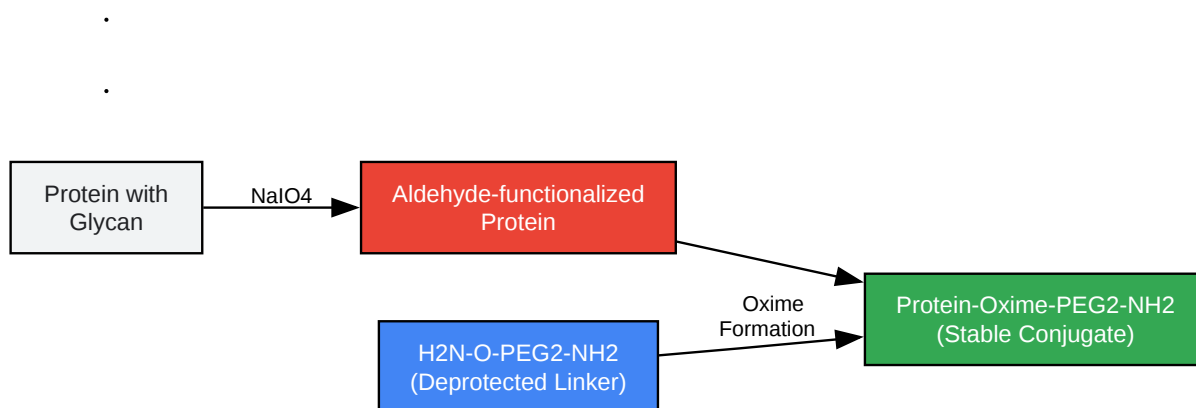 Protein with
Glycan
NaIO4
Aldehyde-functionalized
Protein
Oxime
Formation
H2N-O-PEG2-NH2
(Deprotected Linker)
Protein-Oxime-PEG2-NH2
(Stable Conjugate)